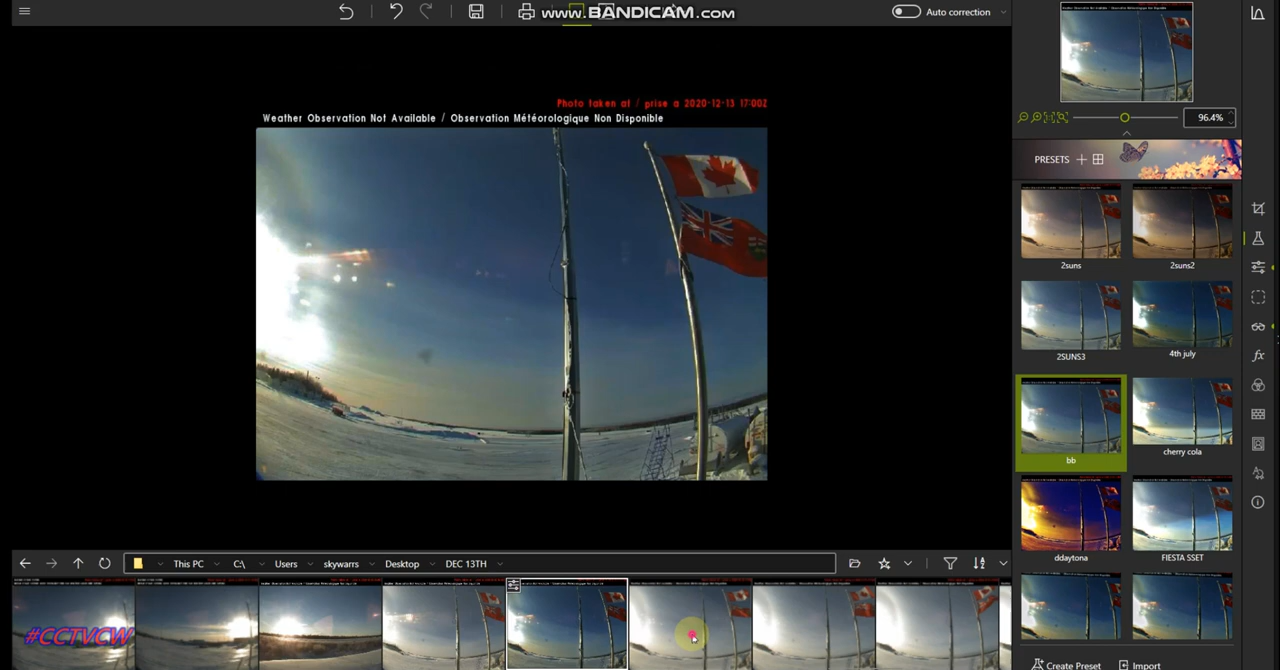 www.BANDICAM.com
Auto correction
96.4%
Photo taken at / prise a 2020-12-13 17:00Z
Weather Observation Not Available / Observation Météorologique Non Disponible
PRESETS
2suns
2suns2
2SUNS3
4th july
bb
cherry cola
ddaytona
FIESTA SSET
This PC
C:\
Users
skywarrs
Desktop
DEC 13TH
#CCTVCW
Create Preset
Import